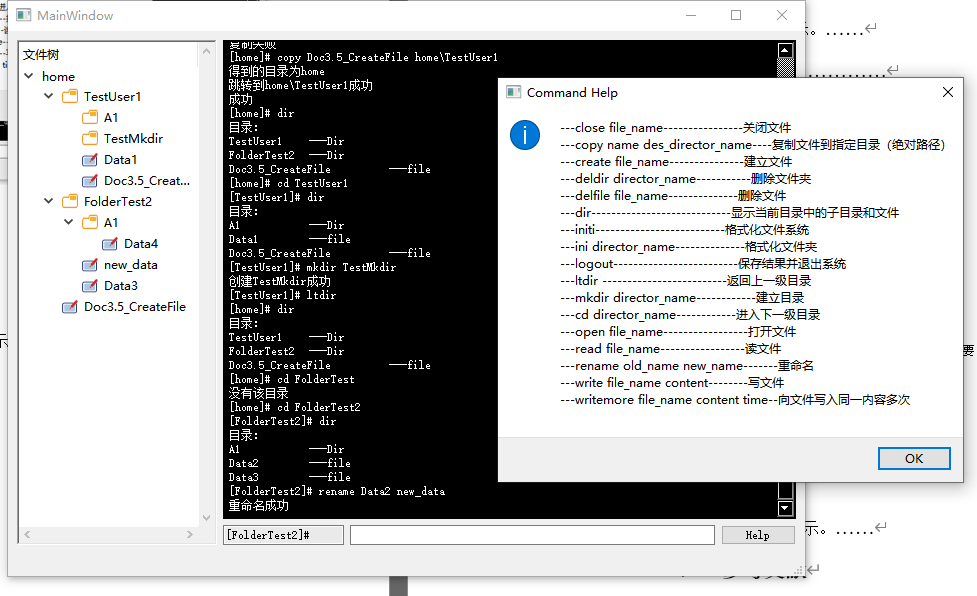 MainWindow
文件树
home
TestUser1
A1
TestMkdir
Data1
Doc3.5_Creat...
FolderTest2
A1
Data4
new_data
Data3
Doc3.5_CreateFile
复制失败
[home]# copy Doc3.5_CreateFile home\TestUser1
得到的目录为home
跳转到home\TestUser1成功
成功
[home]# dir
目录:
TestUser1 ---Dir
FolderTest2 ---Dir
Doc3.5_CreateFile ---file
[home]# cd TestUser1
[TestUser1]# dir
目录:
A1 ---Dir
Data1 ---file
Doc3.5_CreateFile ---file
[TestUser1]# mkdir TestMkdir
创建TestMkdir成功
[TestUser1]# ltdir
[home]# dir
目录:
TestUser1 ---Dir
FolderTest2 ---Dir
Doc3.5_CreateFile ---file
[home]# cd FolderTest
没有该目录
[home]# cd FolderTest2
[FolderTest2]# dir
目录:
A1 ---Dir
Data2 ---file
Data3 ---file
[FolderTest2]# rename Data2 new_data
重命名成功
[FolderTest2]#
Help
Command Help
---close file_name----------------关闭文件
---copy name des_director_name----复制文件到指定目录（绝对路径）
---create file_name---------------建立文件
---deldir director_name-----------删除文件夹
---delfile file_name--------------删除文件
---dir----------------------------显示当前目录中的子目录和文件
---initi--------------------------格式化文件系统
---ini director_name--------------格式化文件夹
---logout-------------------------保存结果并退出系统
---ltdir -------------------------返回上一级目录
---mkdir director_name------------建立目录
---cd director_name------------进入下一级目录
---open file_name-----------------打开文件
---read file_name-----------------读文件
---rename old_name new_name-------重命名
---write file_name content--------写文件
---writemore file_name content time--向文件写入同一内容多次
OK
示。......
要